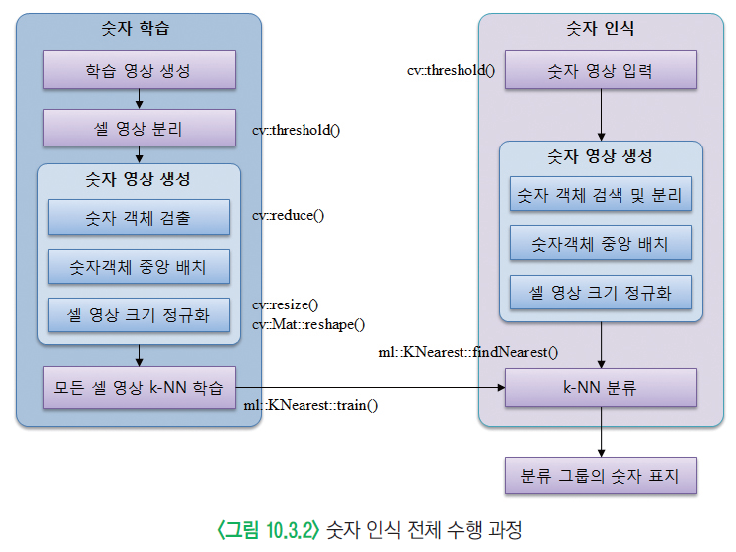 숫자 학습
학습 영상 생성
셀 영상 분리
cv::threshold()
숫자 영상 생성
숫자 객체 검출
cv::reduce()
숫자객체 중앙 배치
셀 영상 크기 정규화
cv::resize()
cv::Mat::reshape()
모든 셀 영상 k-NN 학습
ml::KNearest::train()
숫자 인식
cv::threshold()
숫자 영상 입력
숫자 영상 생성
숫자 객체 검색 및 분리
숫자객체 중앙 배치
셀 영상 크기 정규화
ml::KNearest::findNearest()
k-NN 분류
분류 그룹의 숫자 표지
<그림 10.3.2> 숫자 인식 전체 수행 과정